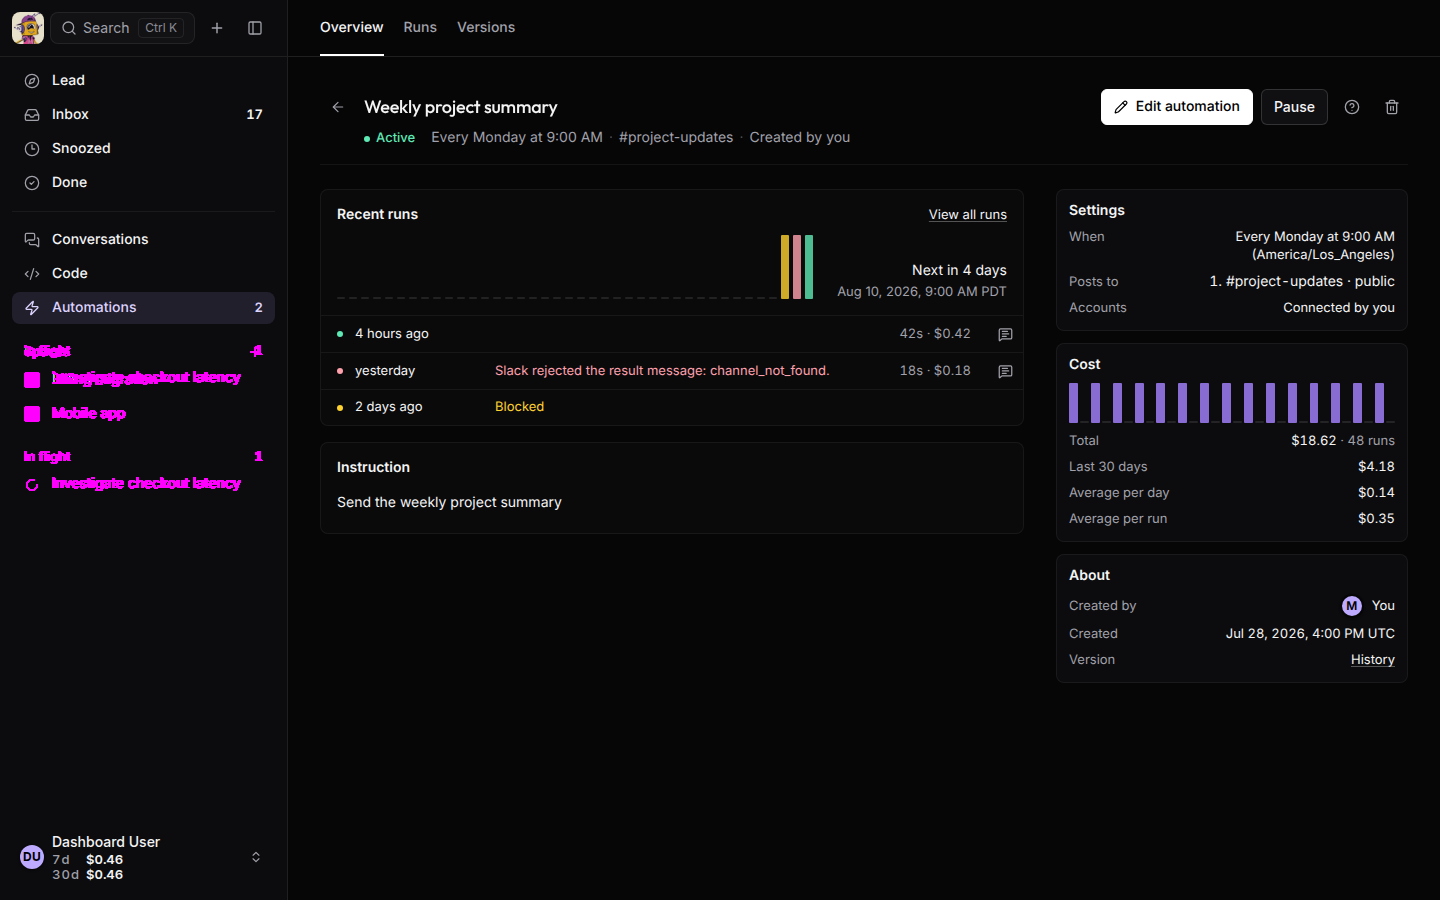 Search Ctrl K
Overview Runs Versions
Lead
Inbox 17
Snoozed
Done
Conversations
Code
Automations 2
Mobile app
In flight 1
Investigate checkout latency
Dashboard User
DU
7d $0.46
30d $0.46
Weekly project summary
Edit automation
Pause
Active Every Monday at 9:00 AM · #project-updates · Created by you
Recent runs View all runs
Next in 4 days
Aug 10, 2026, 9:00 AM PDT
4 hours ago 42s · $0.42
yesterday Slack rejected the result message: channel_not_found. 18s · $0.18
2 days ago Blocked
Instruction
Send the weekly project summary
Settings
When Every Monday at 9:00 AM
(America/Los_Angeles)
Posts to 1. #project-updates · public
Accounts Connected by you
Cost
Total $18.62 · 48 runs
Last 30 days $4.18
Average per day $0.14
Average per run $0.35
About
Created by M You
Created Jul 28, 2026, 4:00 PM UTC
Version History